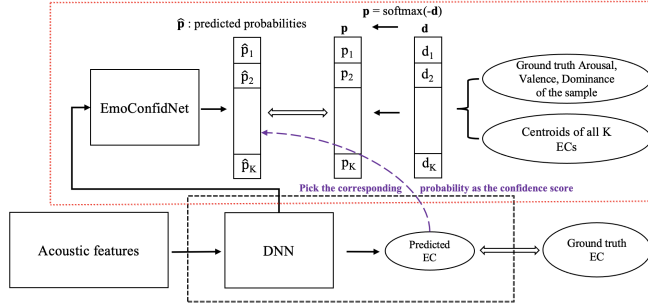 p = softmax(-d)
p̂ : predicted probabilities
p
d
p̂1
p1
d1
p̂2
p2
d2
EmoConfidNet
Ground truth Arousal,
Valence, Dominance
of the sample
Centroids of all K
ECs
p̂K
pK
dK
Pick the corresponding probability as the confidence score
Acoustic features
DNN
Predicted
EC
Ground truth
EC